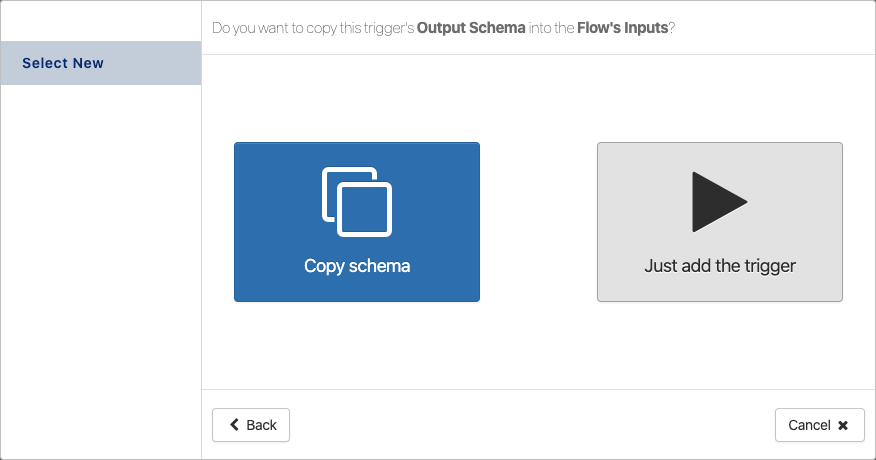 Do you want to copy this trigger's Output Schema into the Flow's Inputs?
Select New
Copy schema
Just add the trigger
Back
Cancel